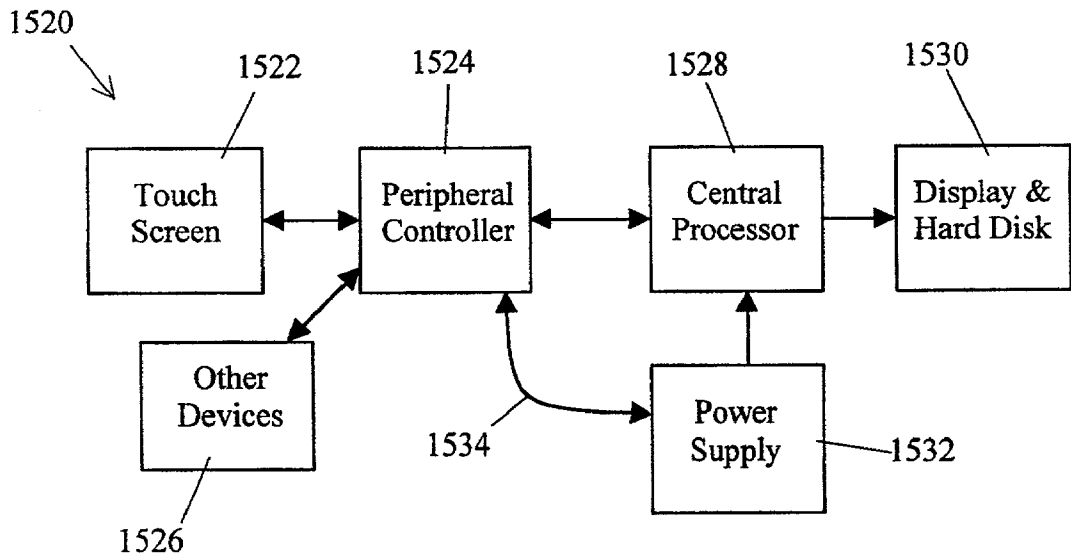 1520
1522
1524
1528
1530
Touch
Screen
Peripheral
Controller
Central
Processor
Display &
Hard Disk
Other
Devices
1534
Power
Supply
1532
1526